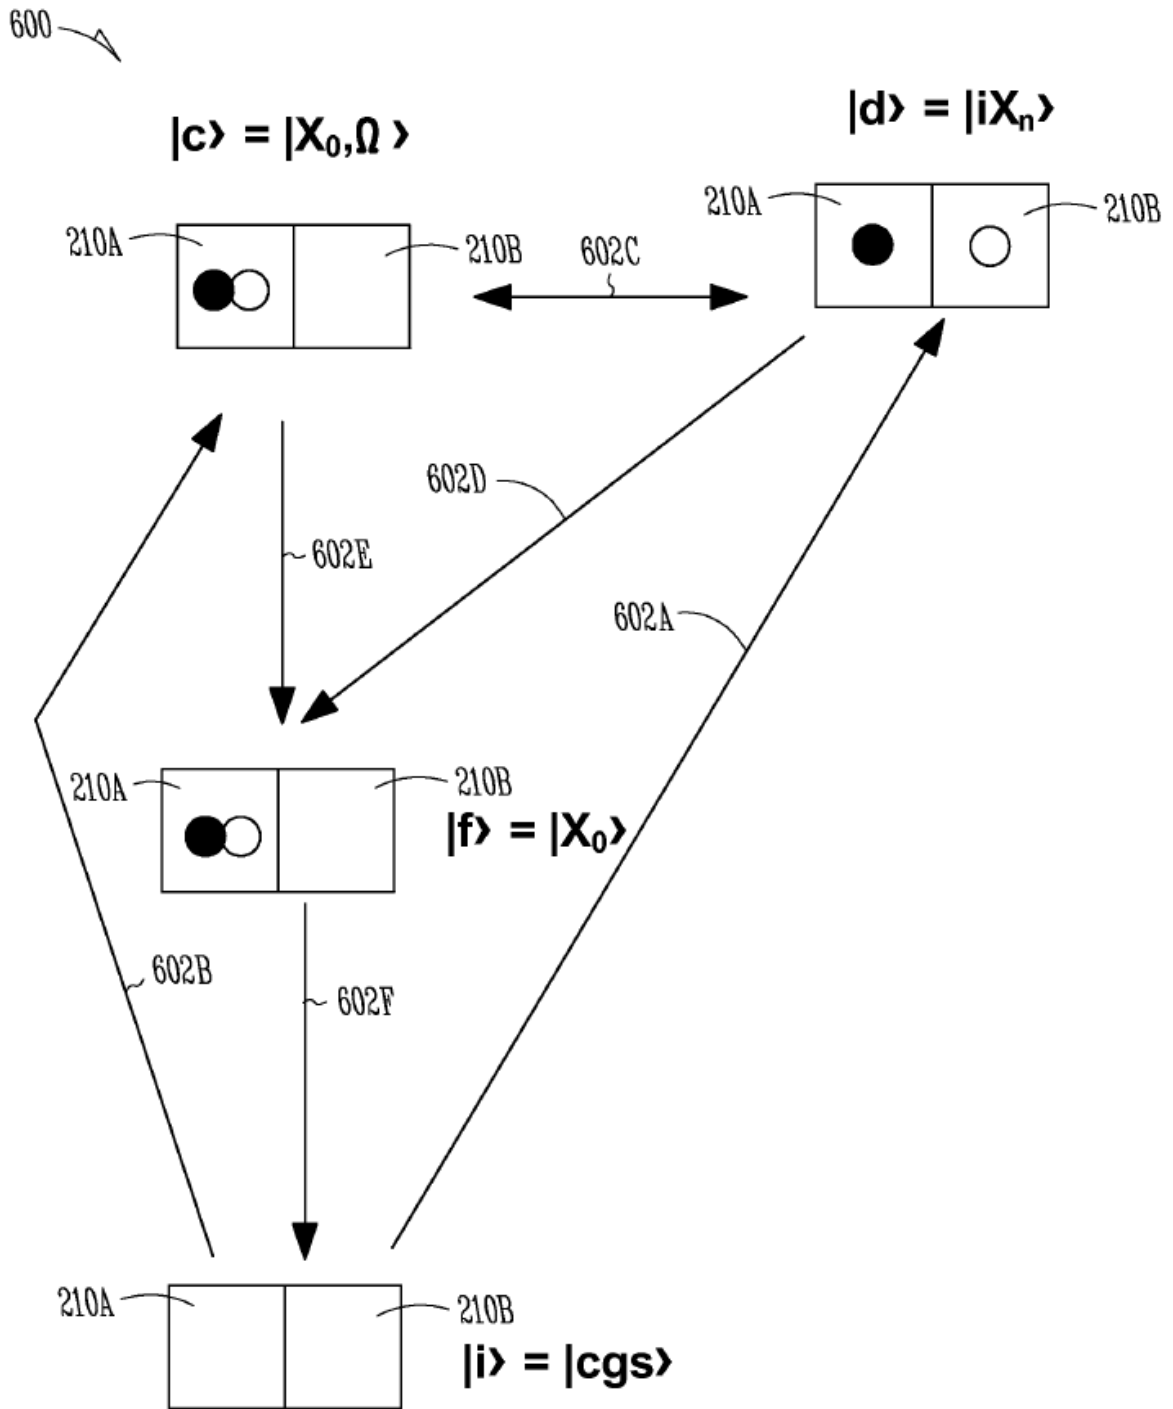 600
|c⟩ = |X₀,Ω ⟩
|d⟩ = |iXₙ⟩
210A
210B
210A
602C
210B
602D
602E
602A
210A
210B
|f⟩ = |X₀⟩
602B
602F
210A
210B
|i⟩ = |cgs⟩